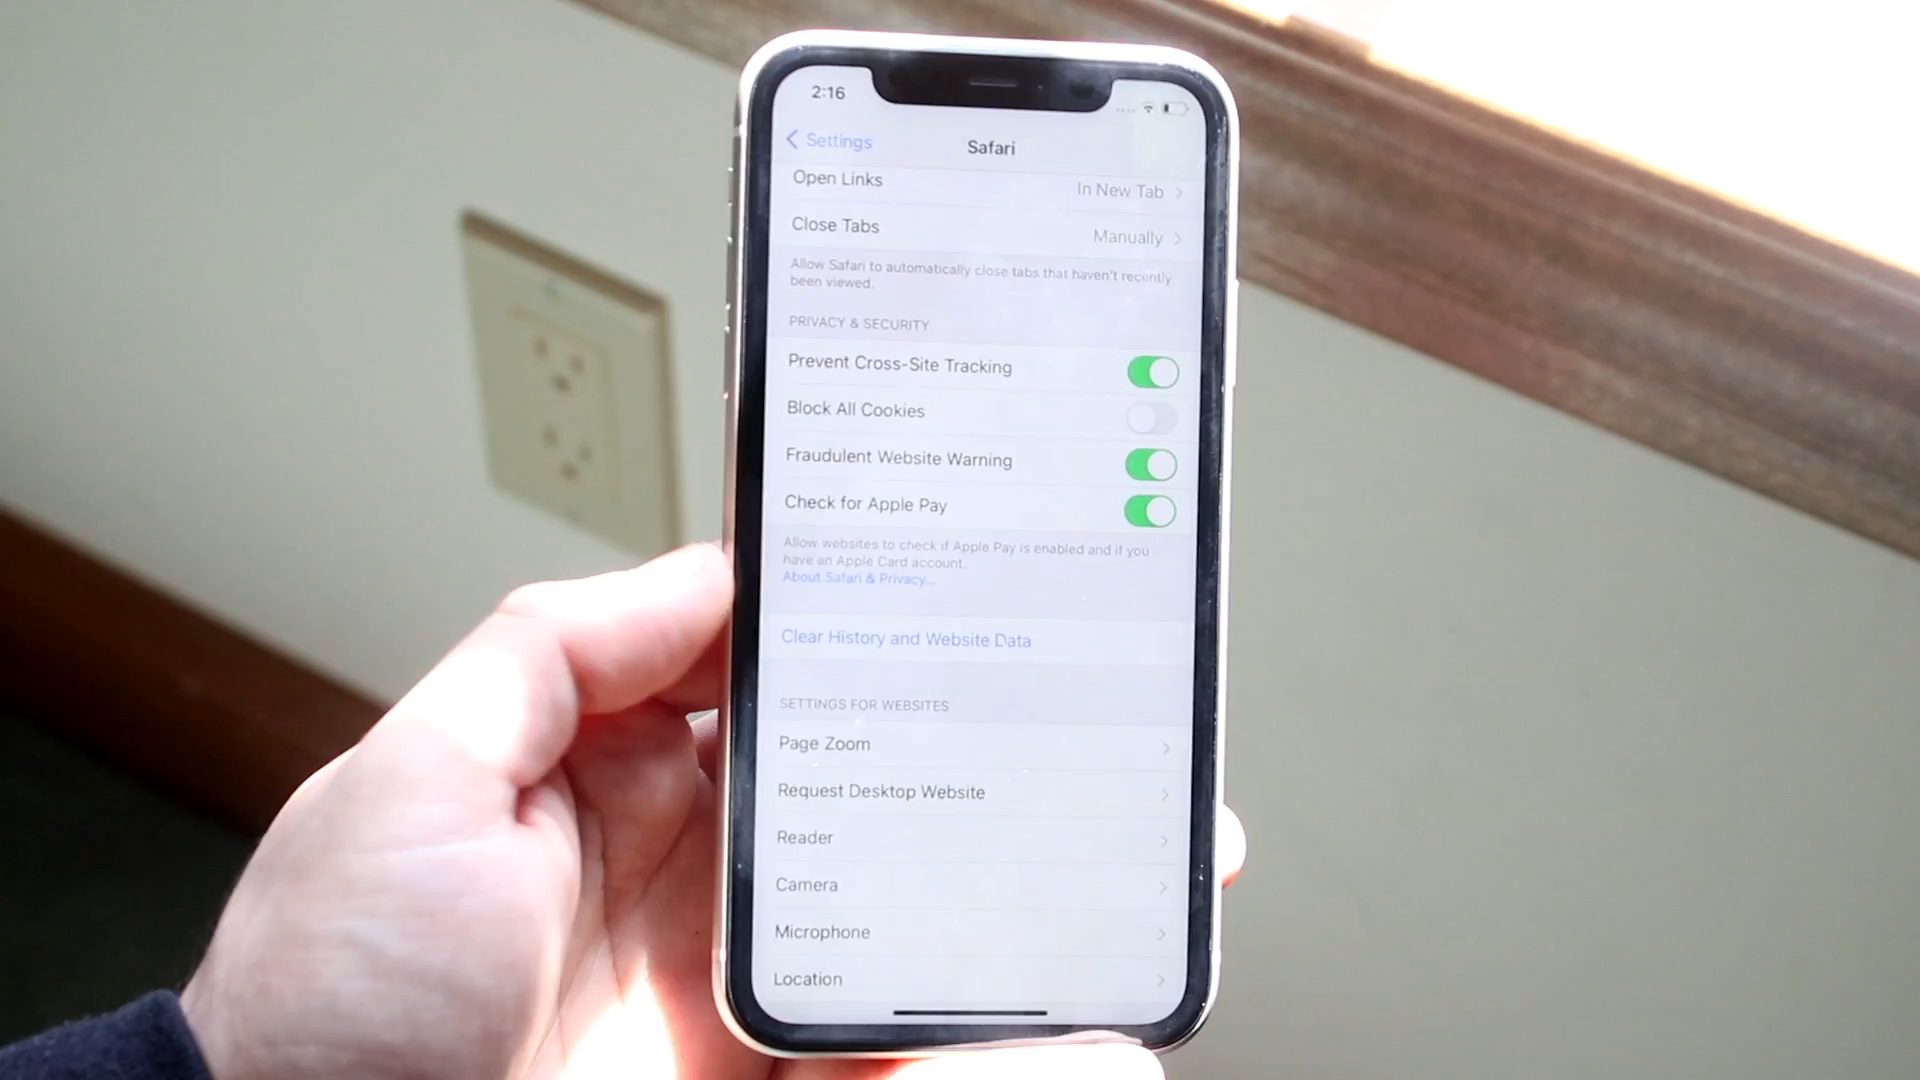 2:16
Settings
Safari
Open Links
In New Tab
Close Tabs
Manually
Allow Safari to automatically close tabs that haven't recently
been viewed.
PRIVACY & SECURITY
Prevent Cross-Site Tracking
Block All Cookies
Fraudulent Website Warning
Check for Apple Pay
Allow websites to check if Apple Pay is enabled and if you
have an Apple Card account.
About Safari & Privacy...
Clear History and Website Data
SETTINGS FOR WEBSITES
Page Zoom
Request Desktop Website
Reader
Camera
Microphone
Location